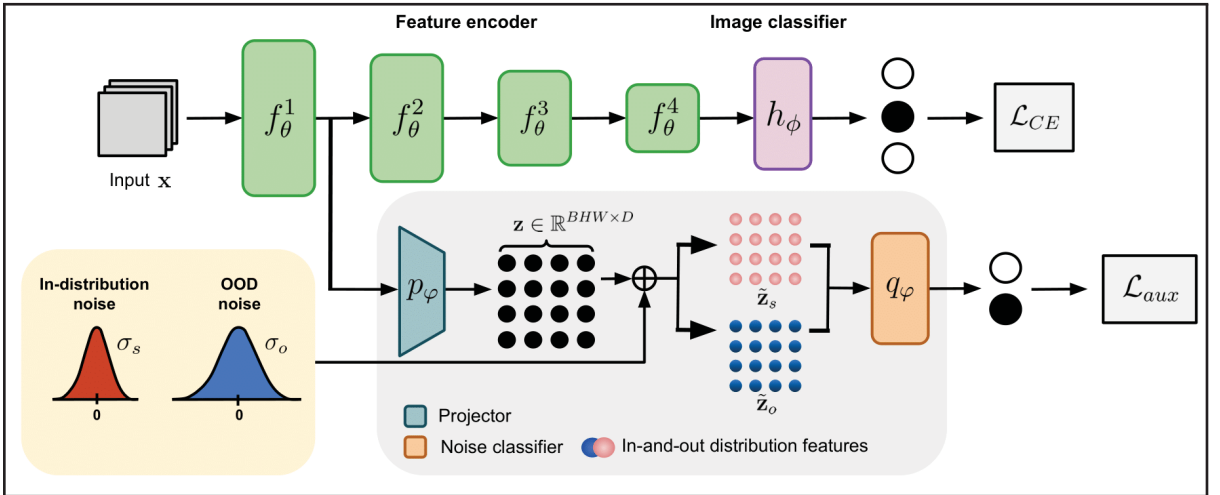 Feature encoder
Image classifier
f_θ^1
f_θ^2
f_θ^3
f_θ^4
h_ϕ
ℒ_CE
Input x
z ∈ ℝ^{BHW×D}
In-distribution
noise
OOD
noise
σ_s
σ_o
0
0
p_φ
z̃_s
z̃_o
q_φ
ℒ_aux
Projector
Noise classifier
In-and-out distribution features